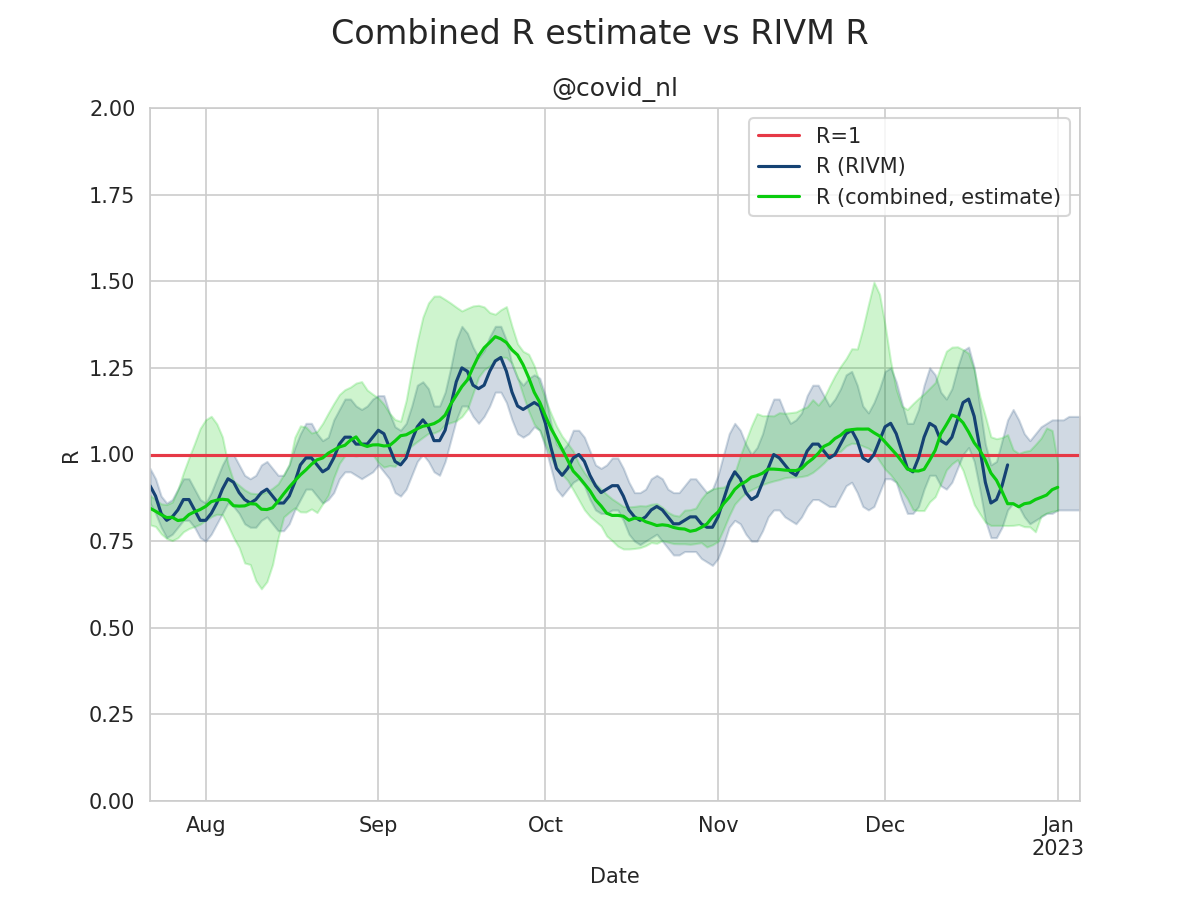 Combined R estimate vs RIVM R
@covid_nl
R=1
R (RIVM)
R (combined, estimate)
2.00
1.75
1.50
1.25
1.00
0.75
0.50
0.25
0.00
R
Aug
Sep
Oct
Nov
Dec
Jan
2023
Date